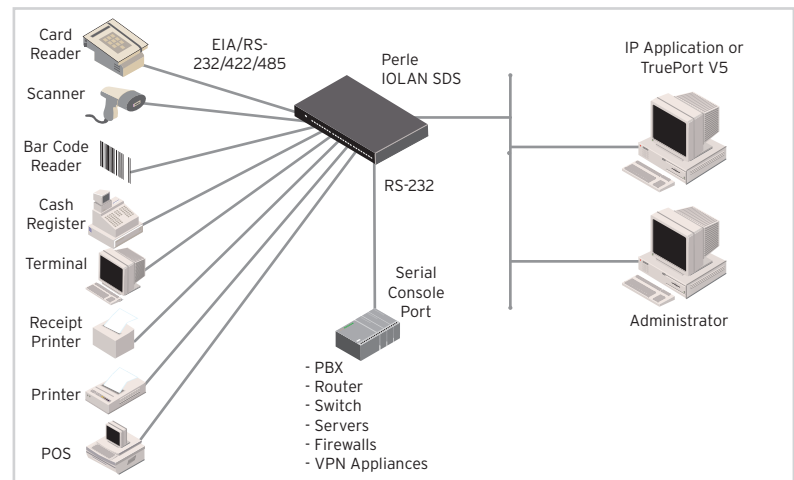 Card
Reader
EIA/RS-
232/422/485
Perle
IOLAN SDS
IP Application or
TruePort V5
Scanner
Bar Code
Reader
RS-232
Cash
Register
Terminal
Serial
Console
Port
Administrator
Receipt
Printer
- PBX
- Router
- Switch
- Servers
- Firewalls
- VPN Appliances
Printer
POS